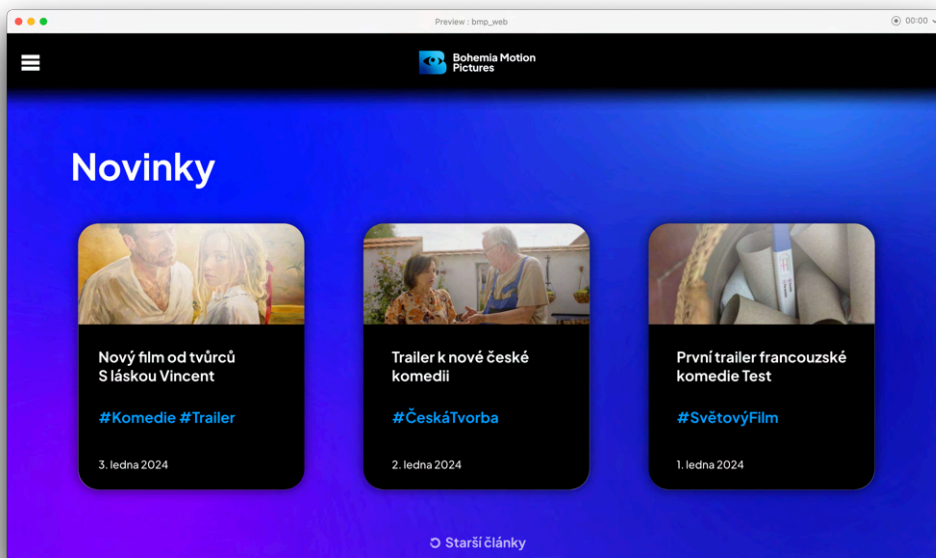 Preview : bmp_web
00:00
Bohemia Motion
Pictures
Novinky
Nový film od tvůrců
S láskou Vincent
#Komedie #Trailer
3. ledna 2024
Trailer k nové české
komedii
#ČeskáTvorba
2. ledna 2024
První trailer francouzské
komedie Test
#SvětovýFilm
1. ledna 2024
Starší články